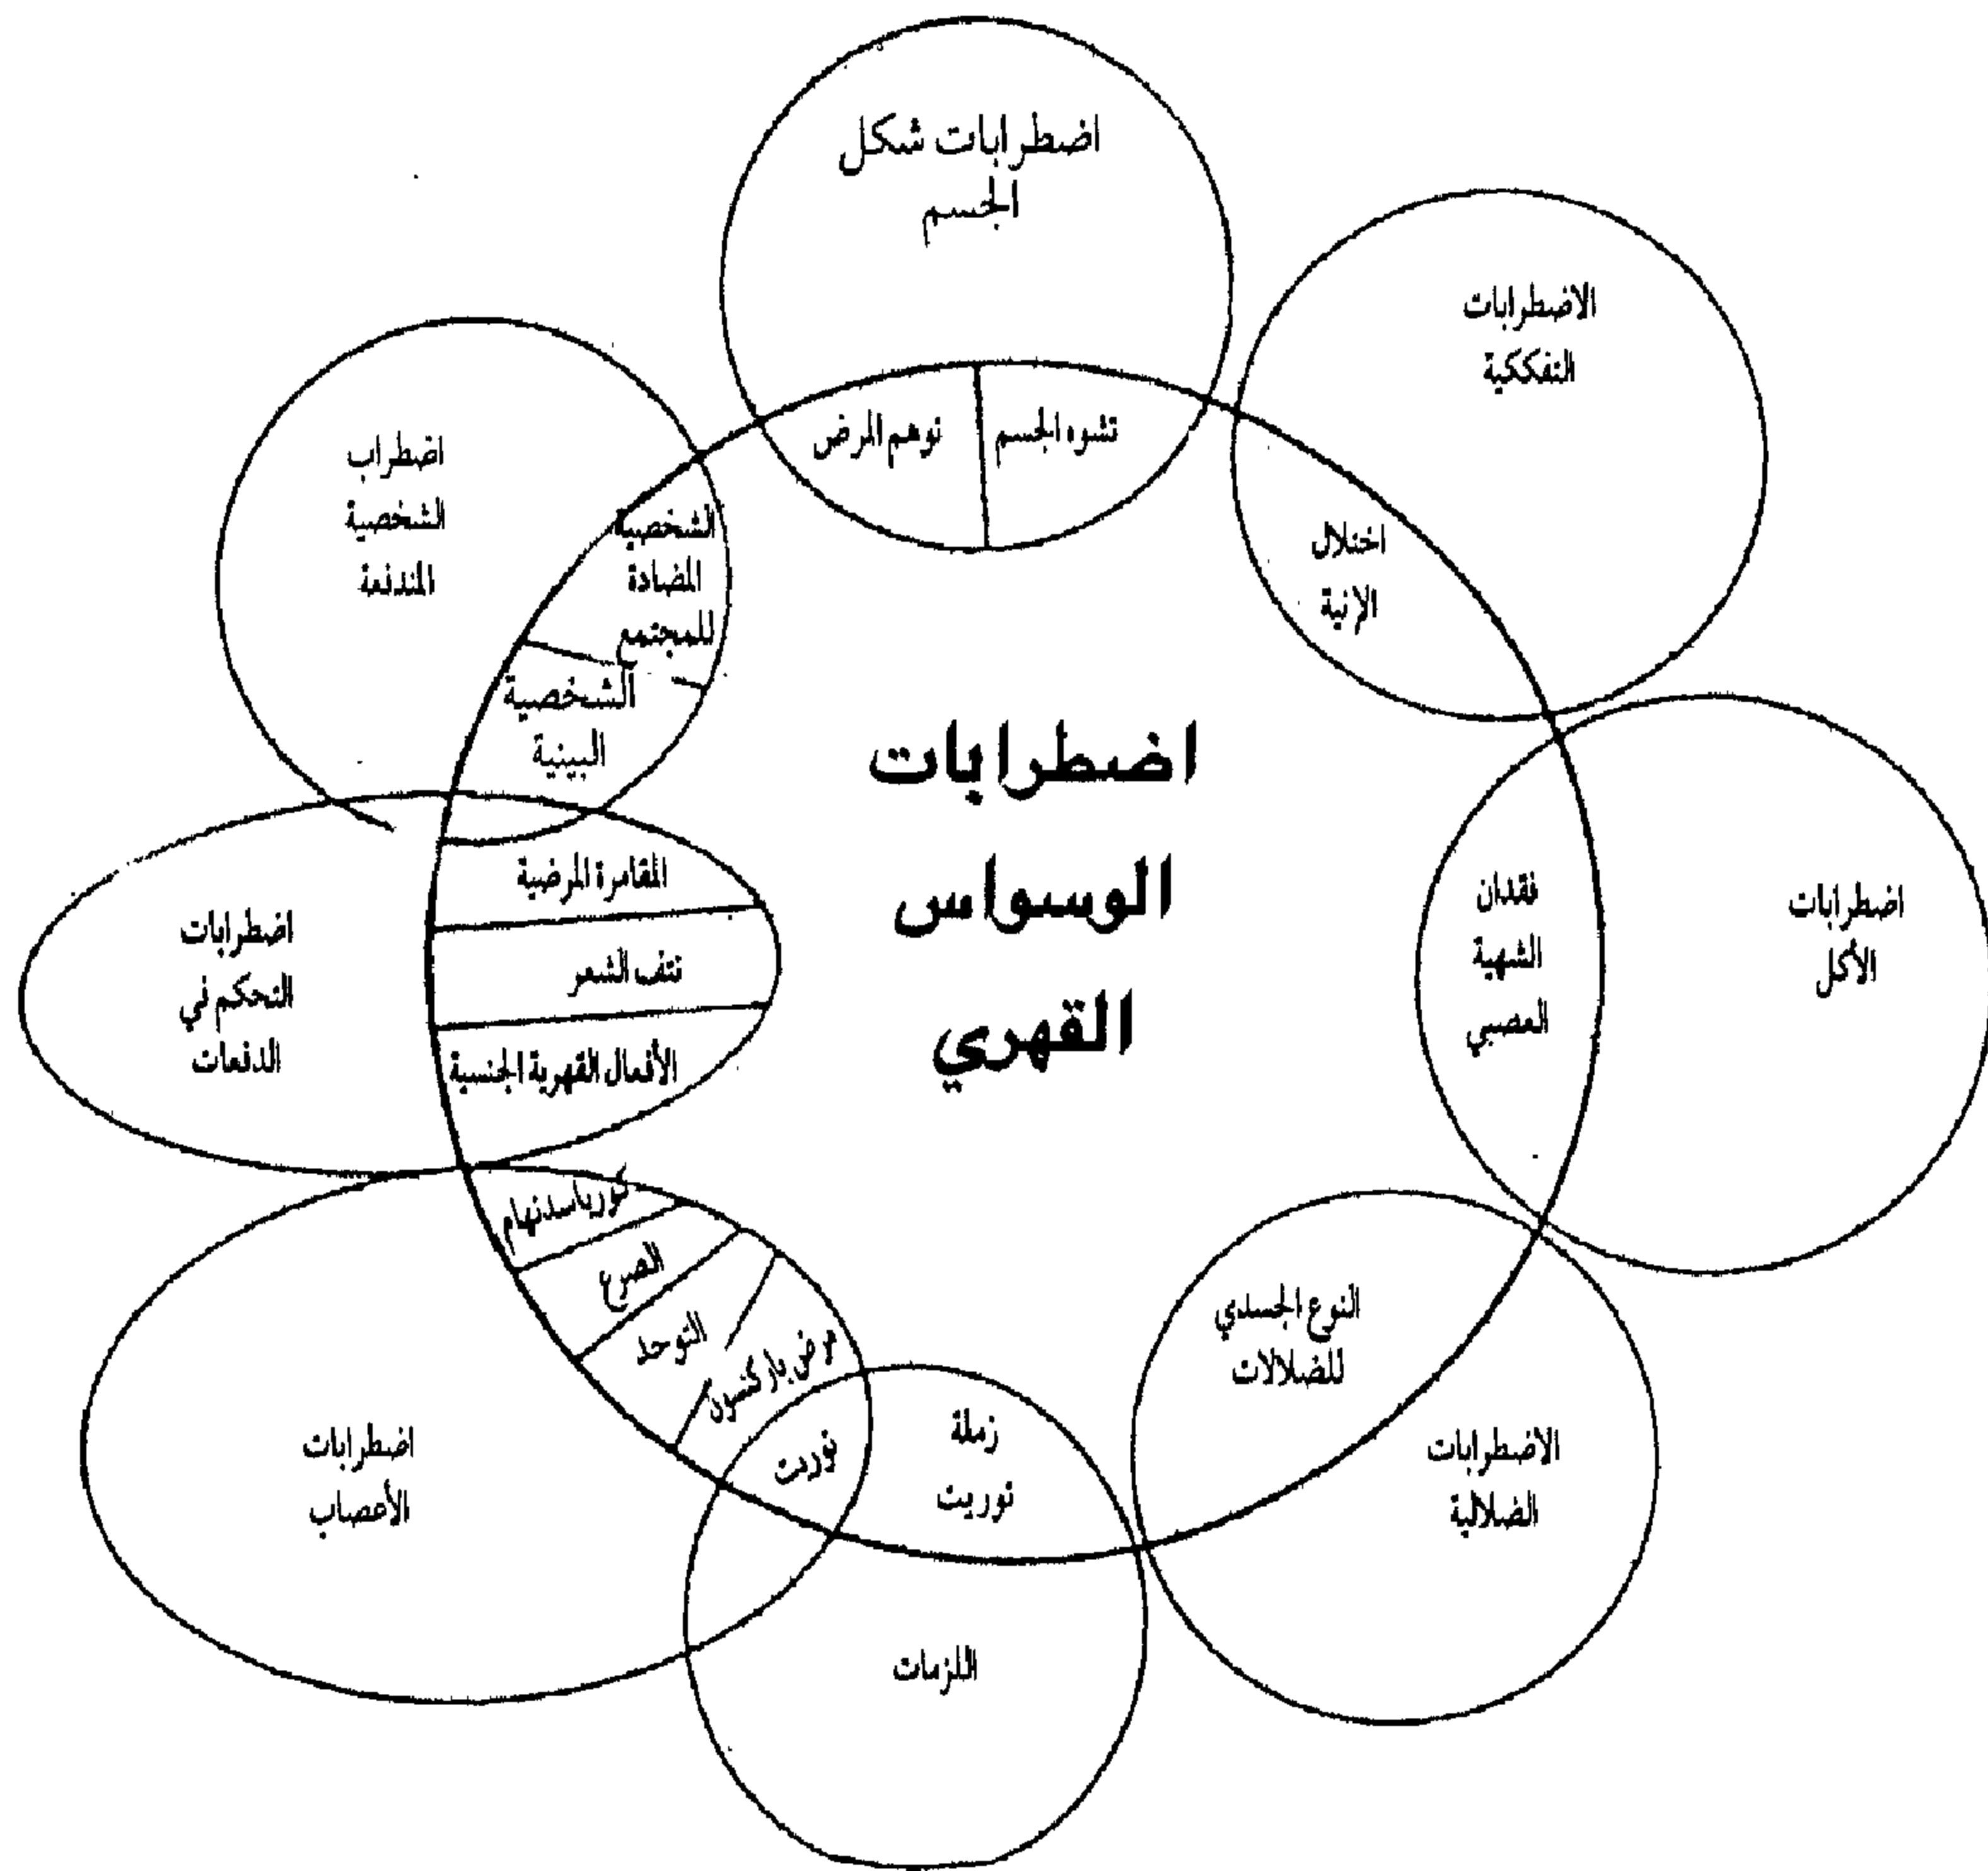 اضطرابات شكل
الجسم
توهم المرض
تشوه الجسم
الاضطرابات
التفككية
اختلال
الإنية
اضطراب
الشخصية
المندفعة
الشخصية
المضادة
للمجتمع
الشخصية
البينية
اضطرابات
الوسواس
القهري
فقدان
الشهية
العصبي
اضطرابات
الأكل
اضطرابات
التحكم في
الدفعات
المقامرة المرضية
نتف الشعر
الأفعال القهرية الجنسية
كورياسدنهام
الصرع
التوحد
مرض باركنسون
توريت
اضطرابات
الأعصاب
زملة
توريت
اللزمات
النوع الجسدي
للضلالات
الاضطرابات
الضلالية